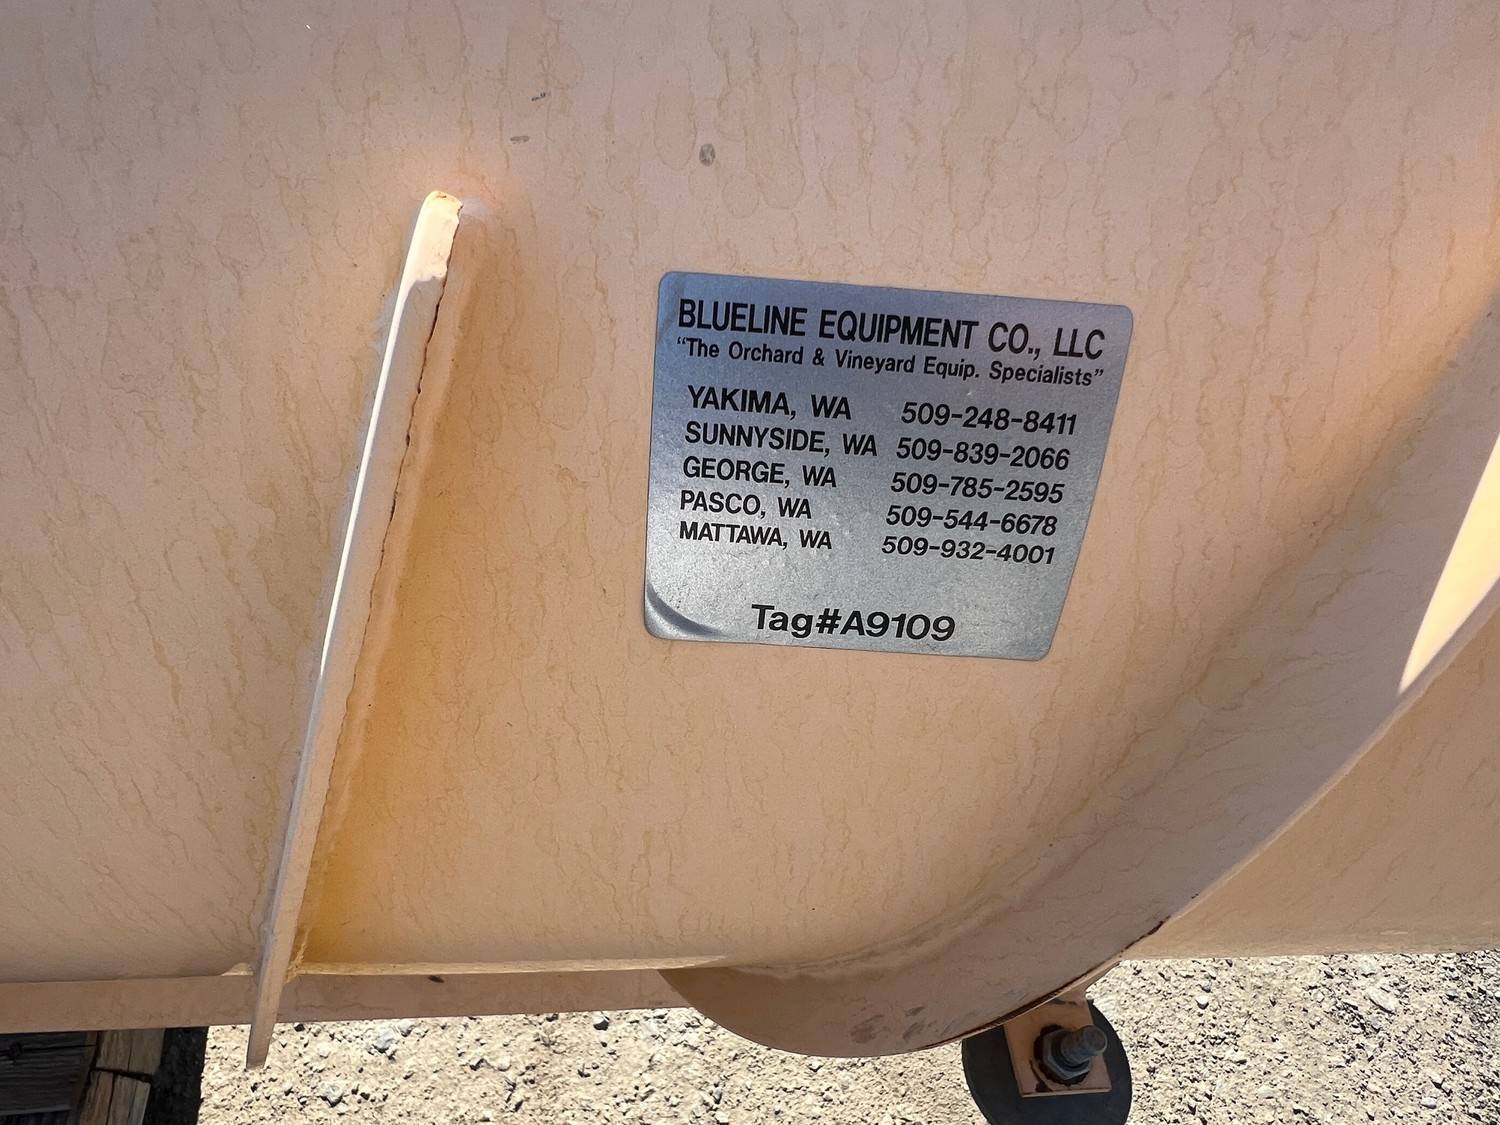 BLUELINE EQUIPMENT CO., LLC
“The Orchard & Vineyard Equip. Specialists”
YAKIMA, WA 509-248-8411
SUNNYSIDE, WA 509-839-2066
GEORGE, WA 509-785-2595
PASCO, WA 509-544-6678
MATTAWA, WA 509-932-4001
Tag#A9109